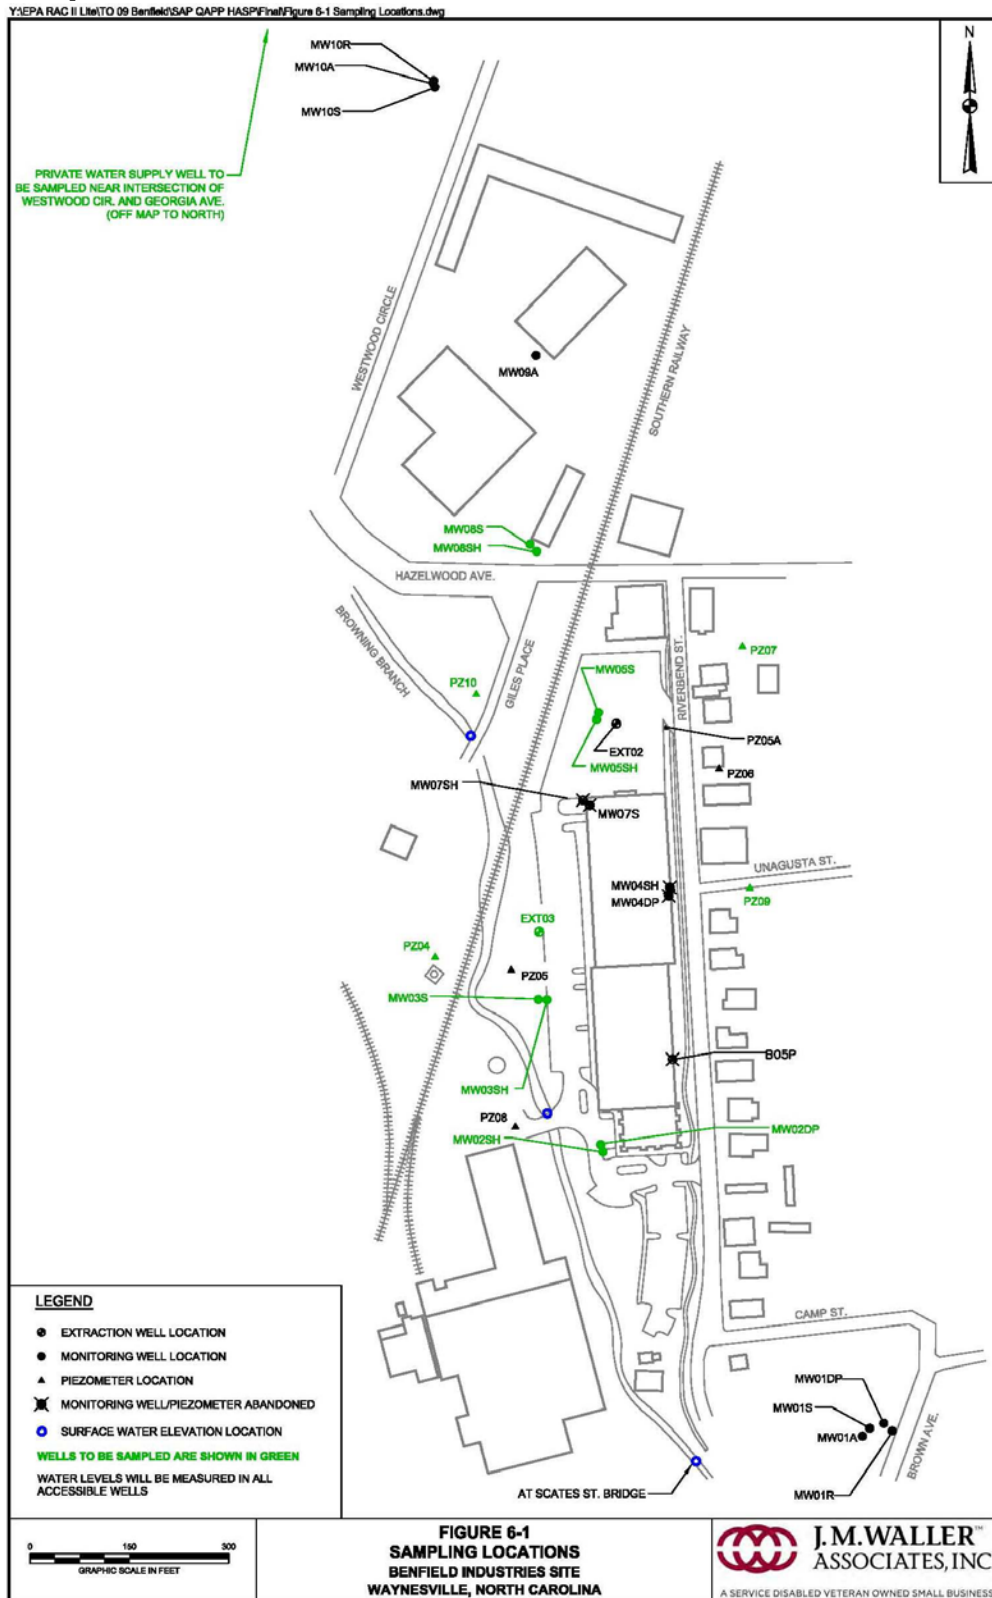 Y:\EPA RAC II Lite\TO 09 Benfield\SAP QAPP HASP\Final\Figure 6-1 Sampling Locations.dwg
N
MW10R
MW10A
MW10S
PRIVATE WATER SUPPLY WELL TO
BE SAMPLED NEAR INTERSECTION OF
WESTWOOD CIR. AND GEORGIA AVE.
(OFF MAP TO NORTH)
WESTWOOD CIRCLE
SOUTHERN RAILWAY
MW09A
MW08S
MW08SH
HAZELWOOD AVE.
BROWNING BRANCH
GILES PLACE
RIVERBEND ST.
PZ07
PZ10
MW05S
EXT02
MW05SH
PZ05A
PZ06
MW07SH
MW07S
UNAGUSTA ST.
MW04SH
MW04DP
PZ09
EXT03
PZ04
PZ05
MW03S
B05P
MW03SH
PZ08
MW02SH
MW02DP
CAMP ST.
MW01DP
MW01S
MW01A
MW01R
BROWN AVE.
AT SCATES ST. BRIDGE
LEGEND
EXTRACTION WELL LOCATION
MONITORING WELL LOCATION
PIEZOMETER LOCATION
MONITORING WELL/PIEZOMETER ABANDONED
SURFACE WATER ELEVATION LOCATION
WELLS TO BE SAMPLED ARE SHOWN IN GREEN
WATER LEVELS WILL BE MEASURED IN ALL
ACCESSIBLE WELLS
0 150 300
GRAPHIC SCALE IN FEET
FIGURE 6-1
SAMPLING LOCATIONS
BENFIELD INDUSTRIES SITE
WAYNESVILLE, NORTH CAROLINA
J.M.WALLER™
ASSOCIATES, INC
A SERVICE DISABLED VETERAN OWNED SMALL BUSINESS